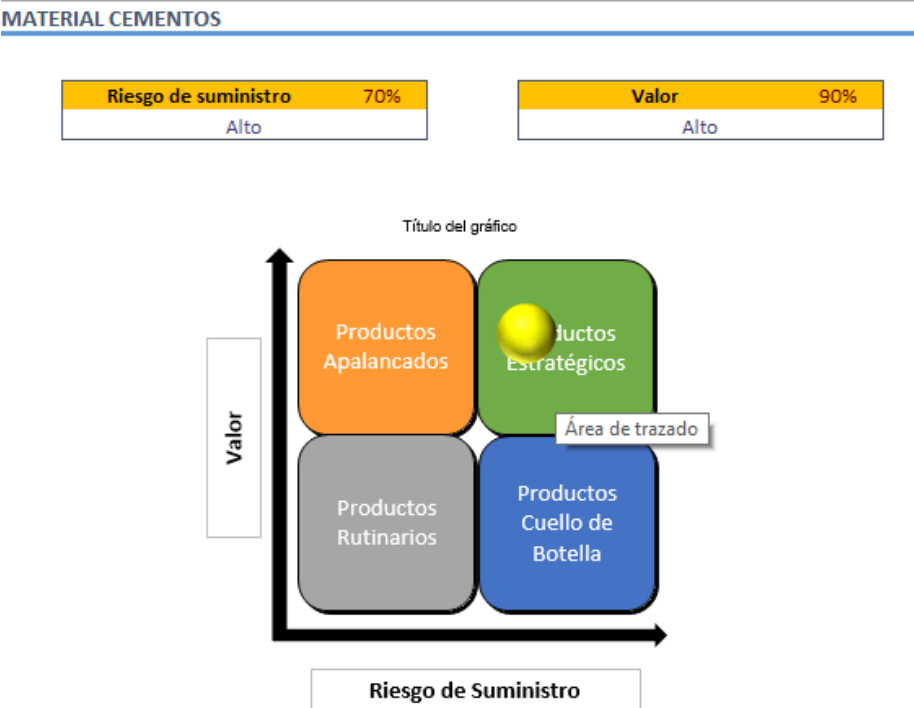 MATERIAL CEMENTOS
Riesgo de suministro 70%
Alto
Valor 90%
Alto
Título del gráfico
Productos
Apalancados
ductos
Estratégicos
Área de trazado
Valor
Productos
Rutinarios
Productos
Cuello de
Botella
Riesgo de Suministro